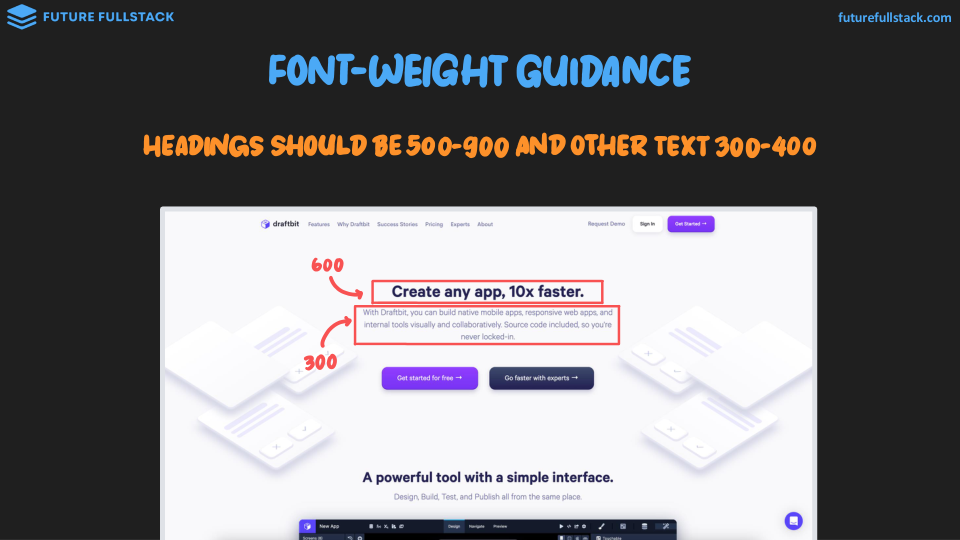 FUTURE FULLSTACK
futurefullstack.com
FONT-WEIGHT GUIDANCE
HEADINGS SHOULD BE 500-900 AND OTHER TEXT 300-400
draftbit Features Why Draftbit Success Stories Pricing Experts About Request Demo Sign In Get Started →
600
Create any app, 10x faster.
With Draftbit, you can build native mobile apps, responsive web apps, and
internal tools visually and collaboratively. Source code included, so you're
never locked-in.
300
Get started for free → Go faster with experts →
A powerful tool with a simple interface.
Design, Build, Test, and Publish all from the same place.
New App Design Navigate Preview
Screens Touchable